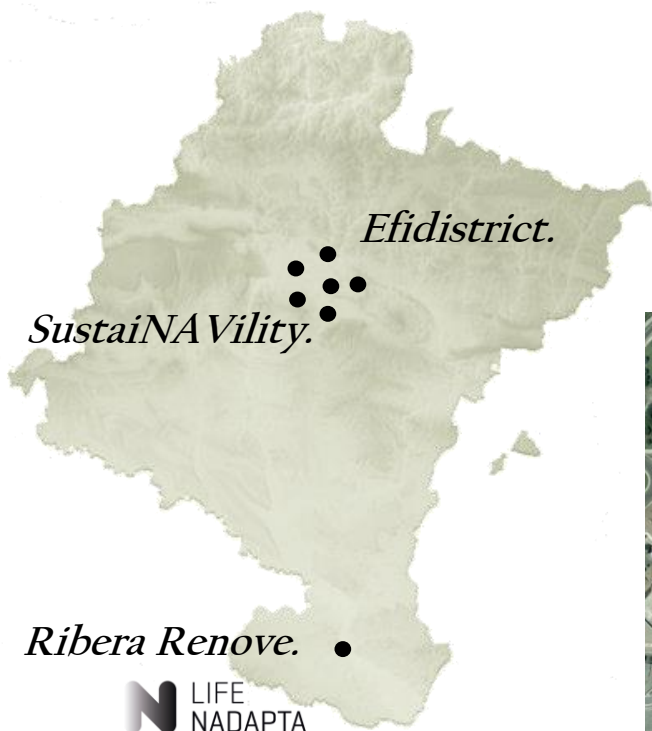 Efidistrict.
SustaiNAVility.
Ribera Renove.
LIFE
NADAPTA